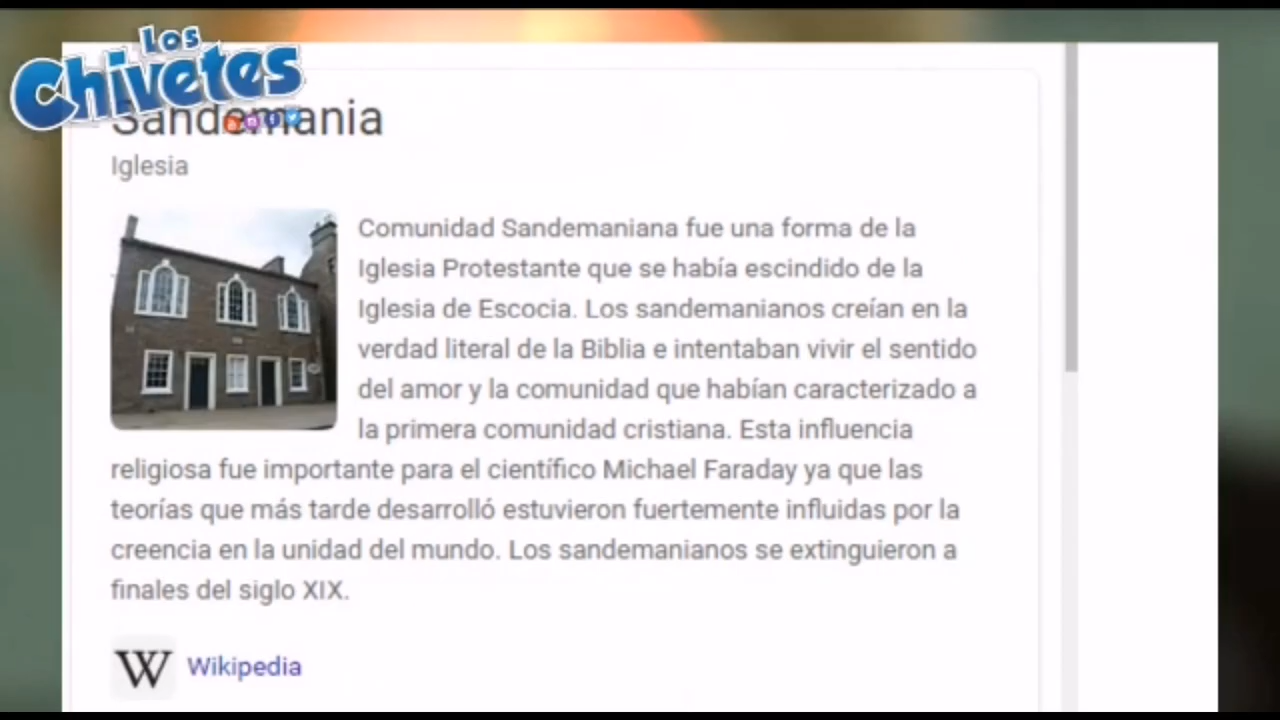 Los
Chivetes
Sandemania
Iglesia
Comunidad Sandemaniana fue una forma de la
Iglesia Protestante que se había escindido de la
Iglesia de Escocia. Los sandemanianos creían en la
verdad literal de la Biblia e intentaban vivir el sentido
del amor y la comunidad que habían caracterizado a
la primera comunidad cristiana. Esta influencia
religiosa fue importante para el científico Michael Faraday ya que las
teorías que más tarde desarrolló estuvieron fuertemente influidas por la
creencia en la unidad del mundo. Los sandemanianos se extinguieron a
finales del siglo XIX.
W Wikipedia